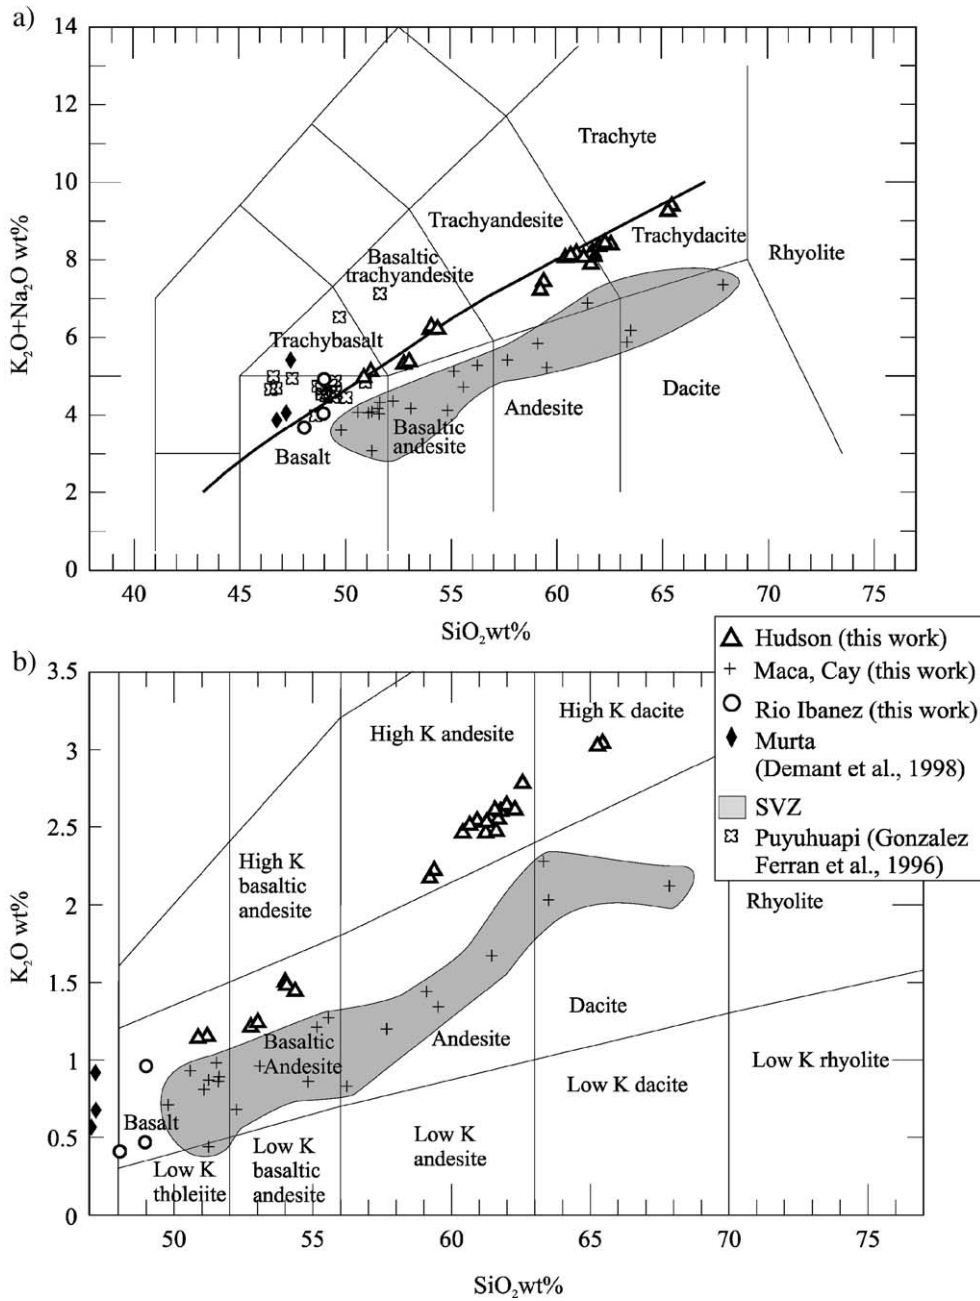 a)
14
12
10
8
6
4
2
0
K₂O+Na₂O wt%
Trachyte
Trachyandesite
Trachydacite
Rhyolite
Basaltic
trachyandesite
Trachybasalt
Dacite
Andesite
Basaltic
andesite
Basalt
40 45 50 55 60 65 70 75
SiO₂wt%
Hudson (this work)
Maca, Cay (this work)
Rio Ibanez (this work)
Murta
(Demant et al., 1998)
SVZ
Puyuhuapi (Gonzalez
Ferran et al., 1996)
b)
3.5
3
2.5
2
1.5
1
0.5
0
K₂O wt%
High K dacite
High K andesite
High K
basaltic
andesite
Rhyolite
Dacite
Andesite
Basaltic
Andesite
Basalt
Low K rhyolite
Low K dacite
Low K
andesite
Low K
basaltic
andesite
Low K
tholejite
50 55 60 65 70 75
SiO₂wt%